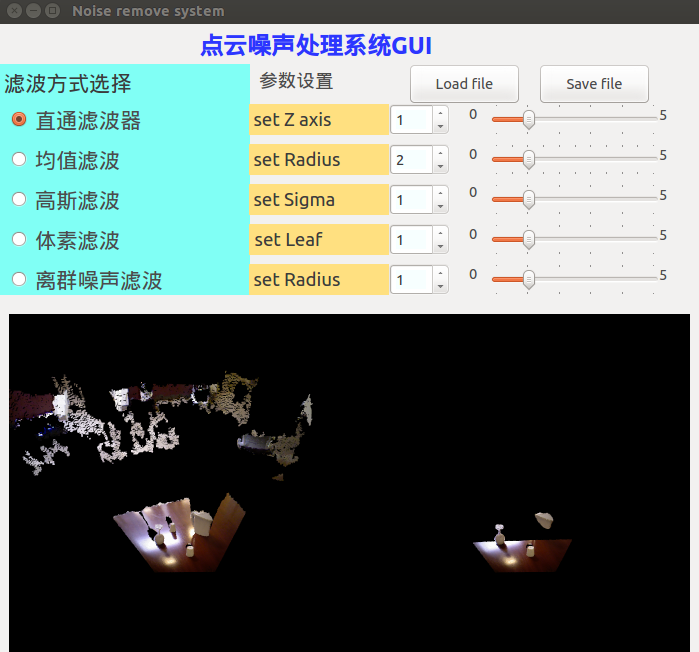 Noise remove system
点云噪声处理系统GUI
滤波方式选择 参数设置 Load file Save file
直通滤波器 set Z axis 1 0 5
均值滤波 set Radius 2 0 5
高斯滤波 set Sigma 1 0 5
体素滤波 set Leaf 1 0 5
离群噪声滤波 set Radius 1 0 5